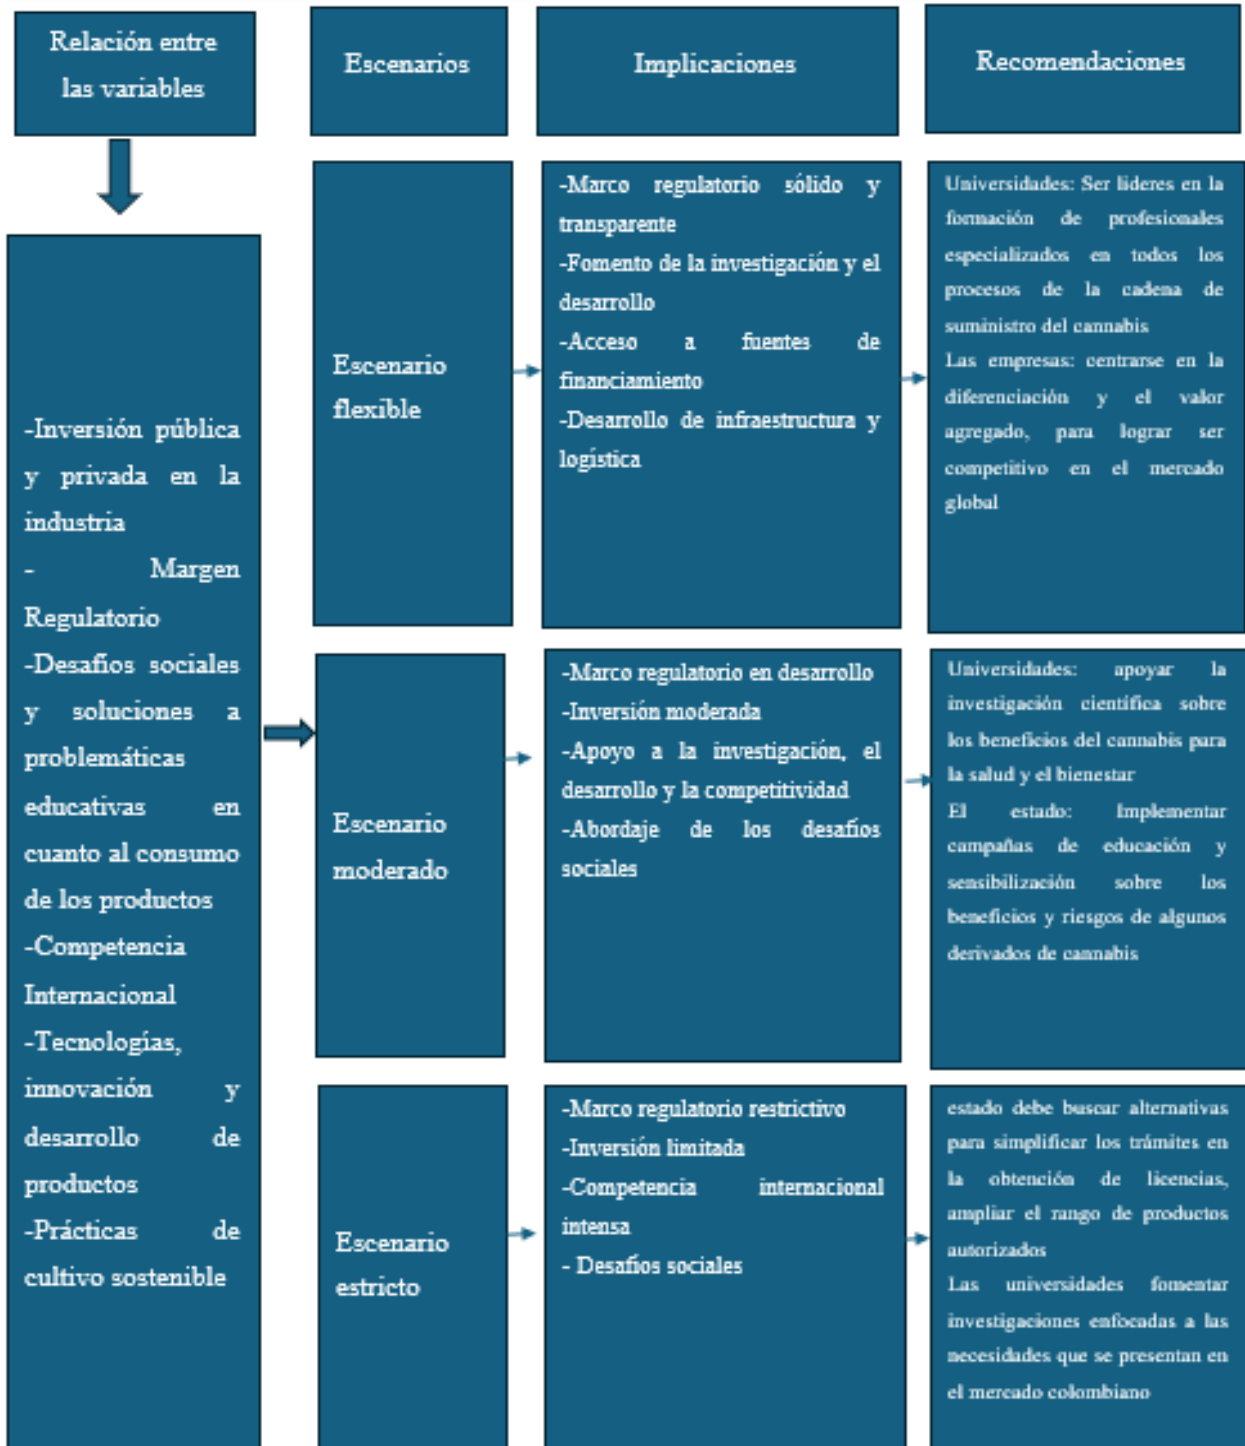 Relación entre
las variables
Escenarios
Implicaciones
Recomendaciones
-Inversión pública
y privada en la
industria
- Margen
Regulatorio
-Desafíos sociales
y soluciones a
problemáticas
educativas en
cuanto al consumo
de los productos
-Competencia
Internacional
-Tecnologías,
innovación y
desarrollo de
productos
-Prácticas de
cultivo sostenible
Escenario
flexible
-Marco regulatorio sólido y
transparente
-Fomento de la investigación y el
desarrollo
-Acceso a fuentes de
financiamiento
-Desarrollo de infraestructura y
logística
Universidades: Ser lideres en la
formación de profesionales
especializados en todos los
procesos de la cadena de
suministro del cannabis
Las empresas: centrarse en la
diferenciación y el valor
agregado, para lograr ser
competitivo en el mercado
global
Escenario
moderado
-Marco regulatorio en desarrollo
-Inversión moderada
-Apoyo a la investigación, el
desarrollo y la competitividad
-Abordaje de los desafíos
sociales
Universidades: apoyar la
investigación científica sobre
los beneficios del cannabis para
la salud y el bienestar
El estado: Implementar
campañas de educación y
sensibilización sobre los
beneficios y riesgos de algunos
derivados de cannabis
Escenario
estricto
-Marco regulatorio restrictivo
-Inversión limitada
-Competencia internacional
intensa
- Desafíos sociales
estado debe buscar alternativas
para simplificar los trámites en
la obtención de licencias,
ampliar el rango de productos
autorizados
Las universidades fomentar
investigaciones enfocadas a las
necesidades que se presentan en
el mercado colombiano